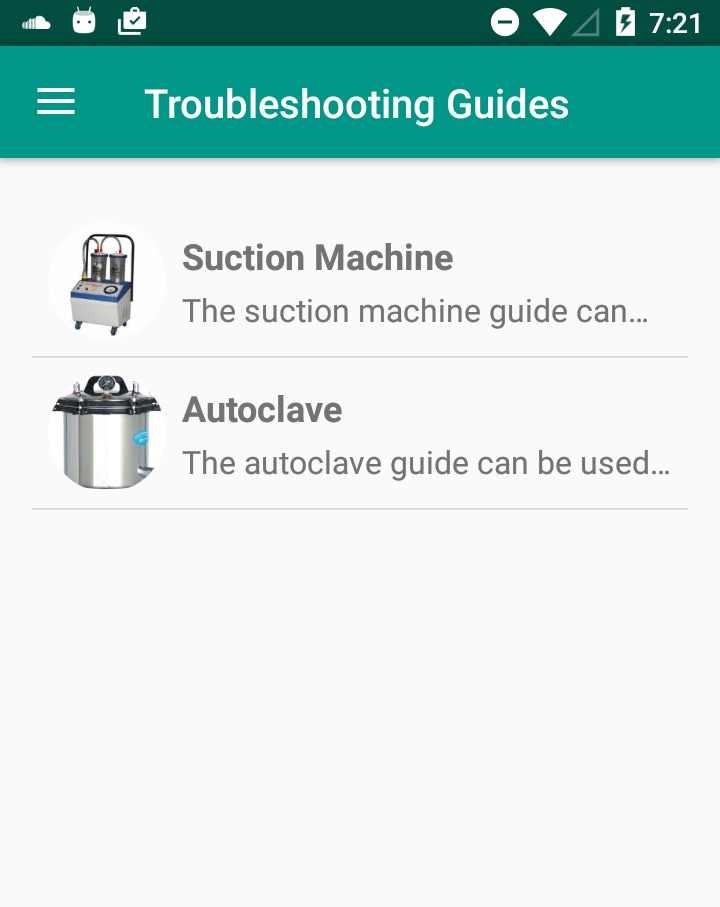 7:21
Troubleshooting Guides
Suction Machine
The suction machine guide can…
Autoclave
The autoclave guide can be used…